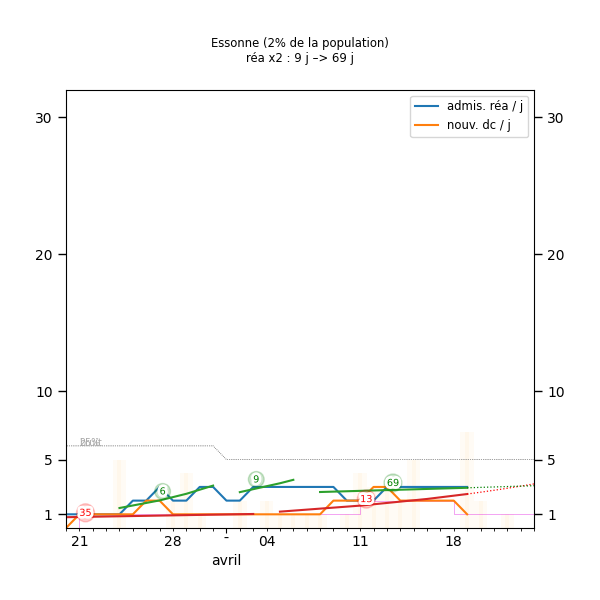 Essonne (2% de la population)
réa x2 : 9 j –> 69 j
admis. réa / j
nouv. dc / j
30 30
20 20
10 10
5 5
1 1
35 6 9 13 69
21 28 - 04 11 18
avril